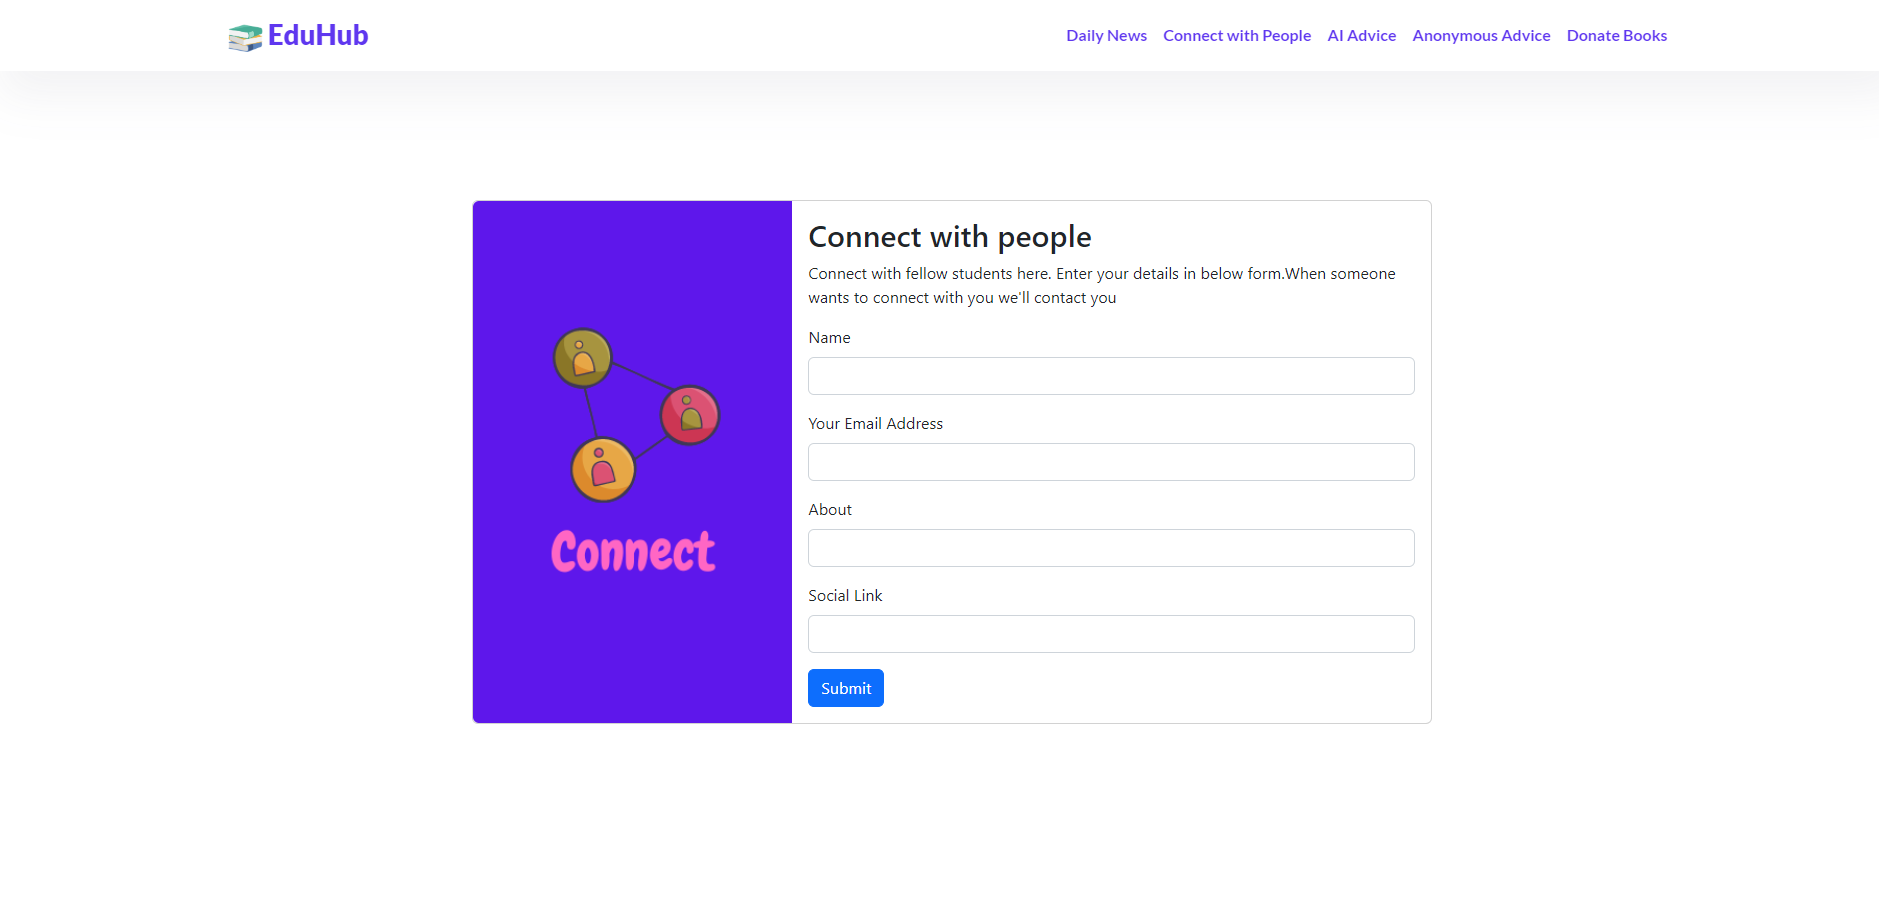 EduHub
Daily News Connect with People AI Advice Anonymous Advice Donate Books
Connect
Connect with people
Connect with fellow students here. Enter your details in below form.When someone
wants to connect with you we'll contact you
Name
Your Email Address
About
Social Link
Submit